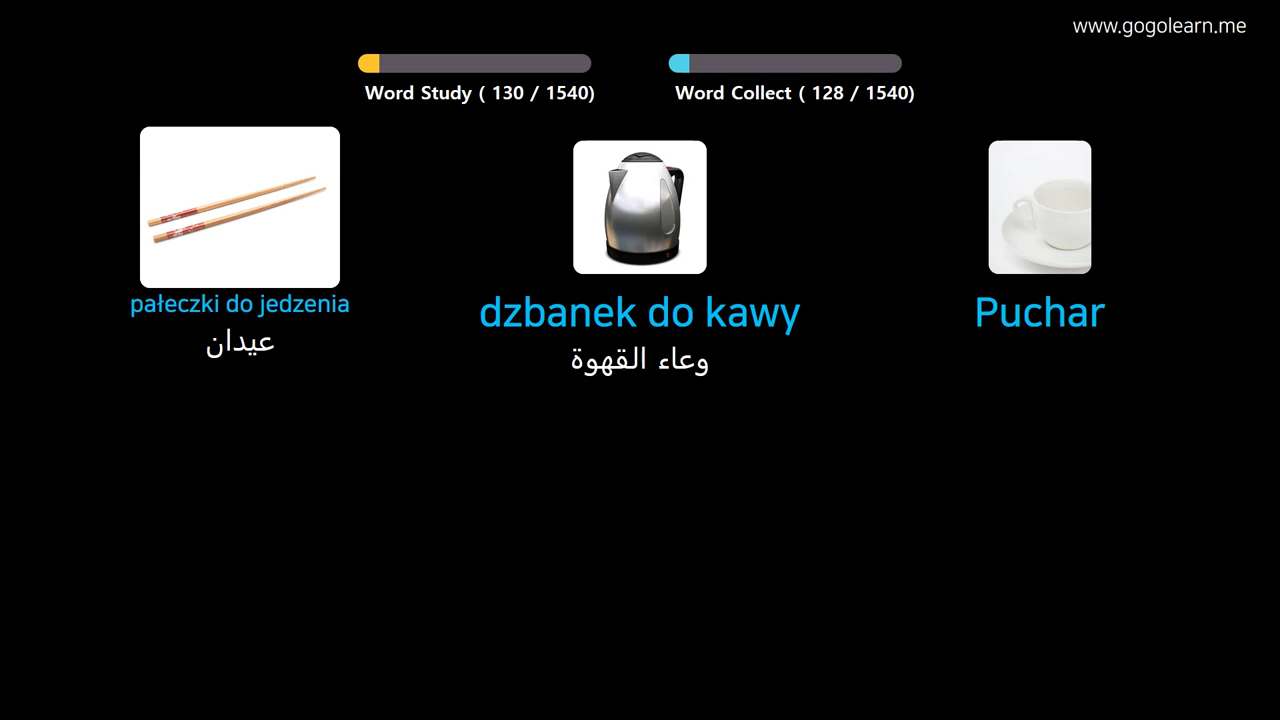 www.gogolearn.me
Word Study ( 130 / 1540)
Word Collect ( 128 / 1540)
pałeczki do jedzenia
عيدان
dzbanek do kawy
وعاء القهوة
Puchar